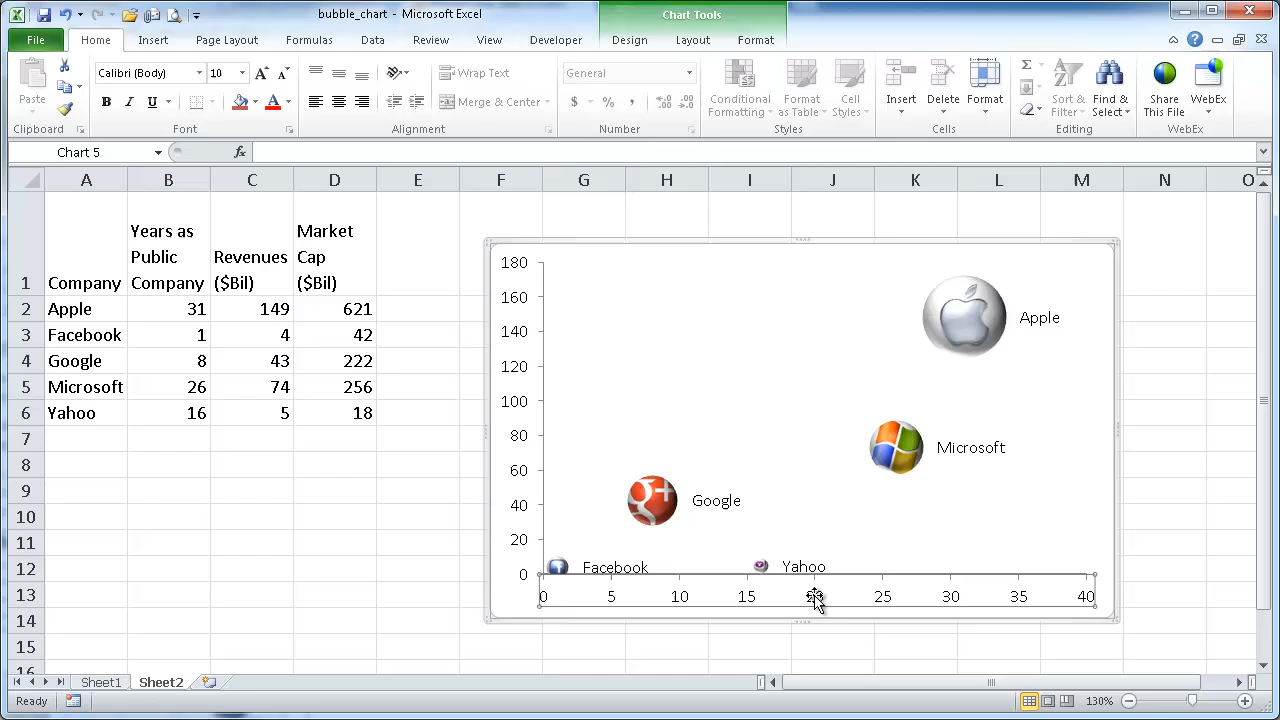 bubble_chart - Microsoft Excel
Chart Tools
File Home Insert Page Layout Formulas Data Review View Developer Design Layout Format
Calibri (Body) 10
Wrap Text
General
Paste
B I U
Merge & Center
$ % ,
Conditional Formatting
Format as Table
Cell Styles
Insert
Delete
Format
Sort & Filter
Find & Select
Share This File
WebEx
Clipboard Font Alignment Number Styles Cells Editing WebEx
Chart 5
fx
A B C D E F G H I J K L M N O
1 Company Years as Public Company Revenues ($Bil) Market Cap ($Bil)
2 Apple 31 149 621
3 Facebook 1 4 42
4 Google 8 43 222
5 Microsoft 26 74 256
6 Yahoo 16 5 18
7
8
9
10
11
12
13
14
15
16
180
160
140
120
100
80
60
40
20
0
Apple
Microsoft
Google
Facebook
Yahoo
0 5 10 15 20 25 30 35 40
Sheet1 Sheet2
Ready
130%